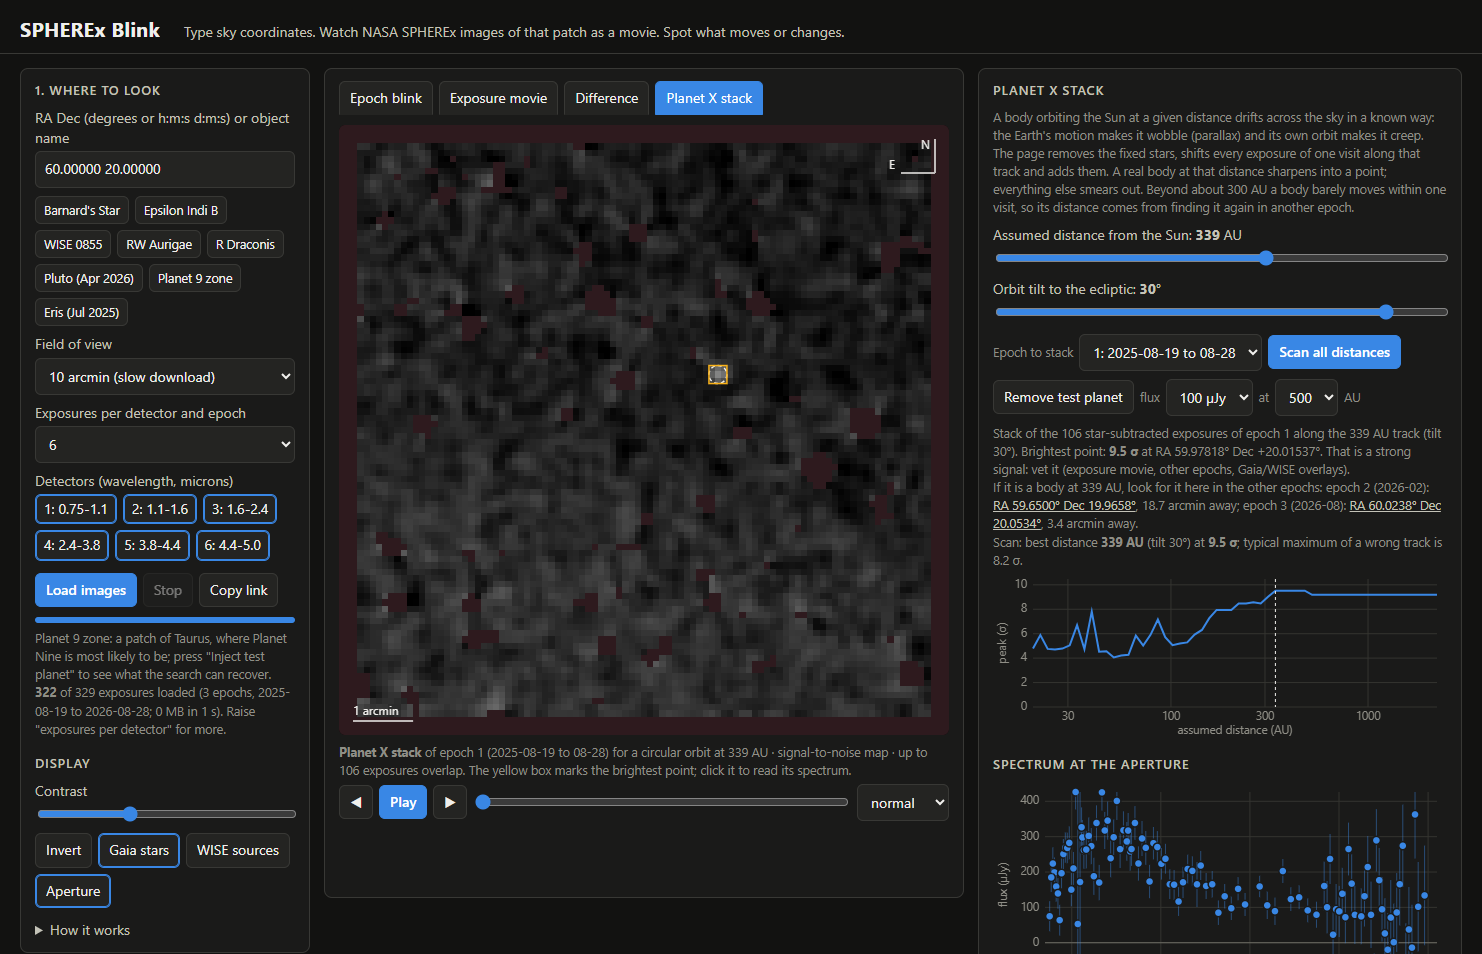 SPHEREx Blink
Type sky coordinates. Watch NASA SPHEREx images of that patch as a movie. Spot what moves or changes.
1. WHERE TO LOOK
RA Dec (degrees or h:m:s d:m:s) or object
name
60.00000 20.00000
Barnard's Star
Epsilon Indi B
WISE 0855
RW Aurigae
R Draconis
Pluto (Apr 2026)
Planet 9 zone
Eris (Jul 2025)
Field of view
10 arcmin (slow download)
Exposures per detector and epoch
6
Detectors (wavelength, microns)
1: 0.75-1.1
2: 1.1-1.6
3: 1.6-2.4
4: 2.4-3.8
5: 3.8-4.4
6: 4.4-5.0
Load images
Stop
Copy link
Planet 9 zone: a patch of Taurus, where Planet
Nine is most likely to be; press "Inject test
planet" to see what the search can recover.
322 of 329 exposures loaded (3 epochs, 2025-
08-19 to 2026-08-28; 0 MB in 1 s). Raise
"exposures per detector" for more.
DISPLAY
Contrast
Invert
Gaia stars
WISE sources
Aperture
▶ How it works
Epoch blink
Exposure movie
Difference
Planet X stack
N
E
1 arcmin
Planet X stack of epoch 1 (2025-08-19 to 08-28) for a circular orbit at 339 AU · signal-to-noise map · up to
106 exposures overlap. The yellow box marks the brightest point; click it to read its spectrum.
◀
Play
▶
normal
PLANET X STACK
A body orbiting the Sun at a given distance drifts across the sky in a known way:
the Earth's motion makes it wobble (parallax) and its own orbit makes it creep.
The page removes the fixed stars, shifts every exposure of one visit along that
track and adds them. A real body at that distance sharpens into a point;
everything else smears out. Beyond about 300 AU a body barely moves within one
visit, so its distance comes from finding it again in another epoch.
Assumed distance from the Sun: 339 AU
Orbit tilt to the ecliptic: 30°
Epoch to stack
1: 2025-08-19 to 08-28
Scan all distances
Remove test planet
flux
100 µJy
at
500
AU
Stack of the 106 star-subtracted exposures of epoch 1 along the 339 AU track (tilt
30°). Brightest point: 9.5 σ at RA 59.97818° Dec +20.01537°. That is a strong
signal: vet it (exposure movie, other epochs, Gaia/WISE overlays).
If it is a body at 339 AU, look for it here in the other epochs: epoch 2 (2026-02):
RA 59.6500° Dec 19.9658°, 18.7 arcmin away; epoch 3 (2026-08): RA 60.0238° Dec
20.0534°, 3.4 arcmin away.
Scan: best distance 339 AU (tilt 30°) at 9.5 σ; typical maximum of a wrong track is
8.2 σ.
10
8
6
4
2
0
peak (σ)
30
100
300
1000
assumed distance (AU)
SPECTRUM AT THE APERTURE
400
300
200
100
0
flux (µJy)